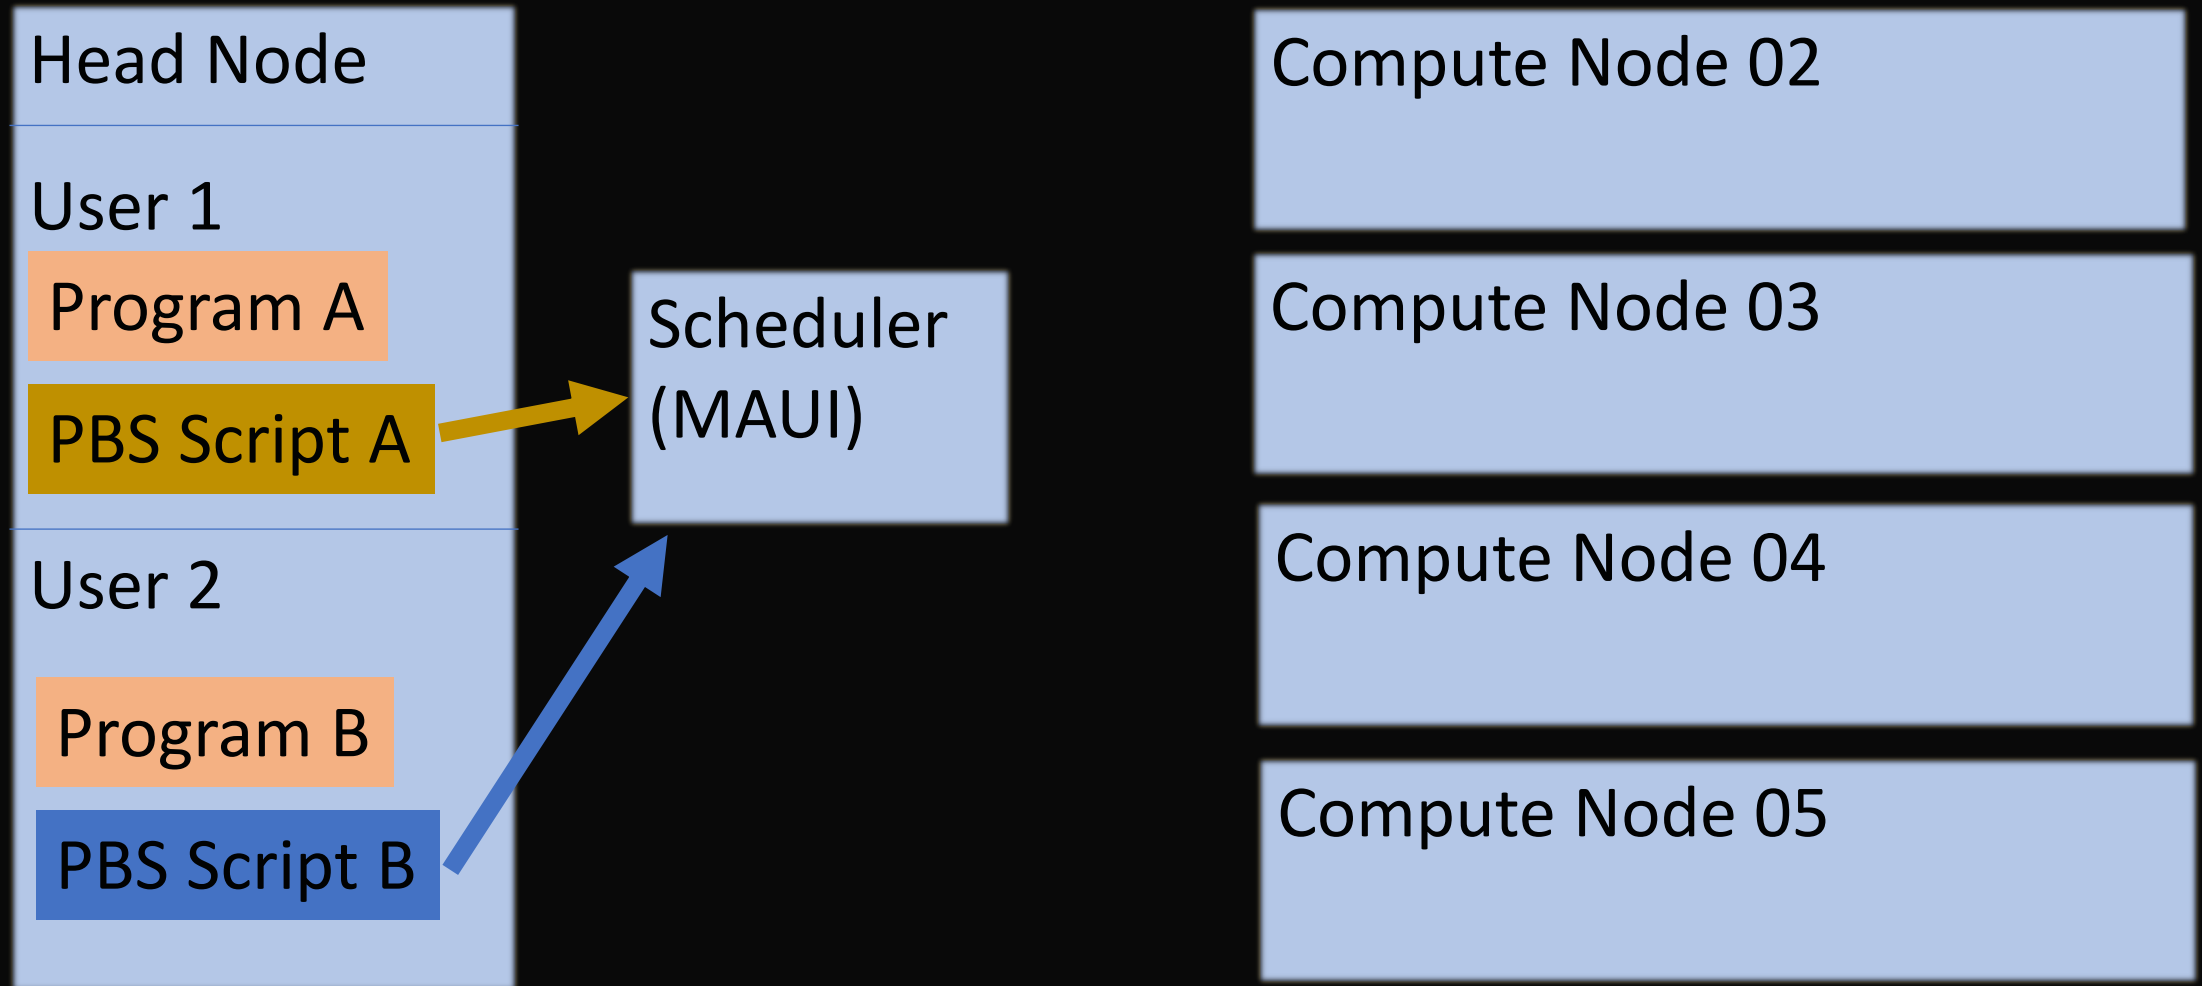 Head Node
User 1
Program A
PBS Script A
User 2
Program B
PBS Script B
Scheduler
(MAUI)
Compute Node 02
Compute Node 03
Compute Node 04
Compute Node 05